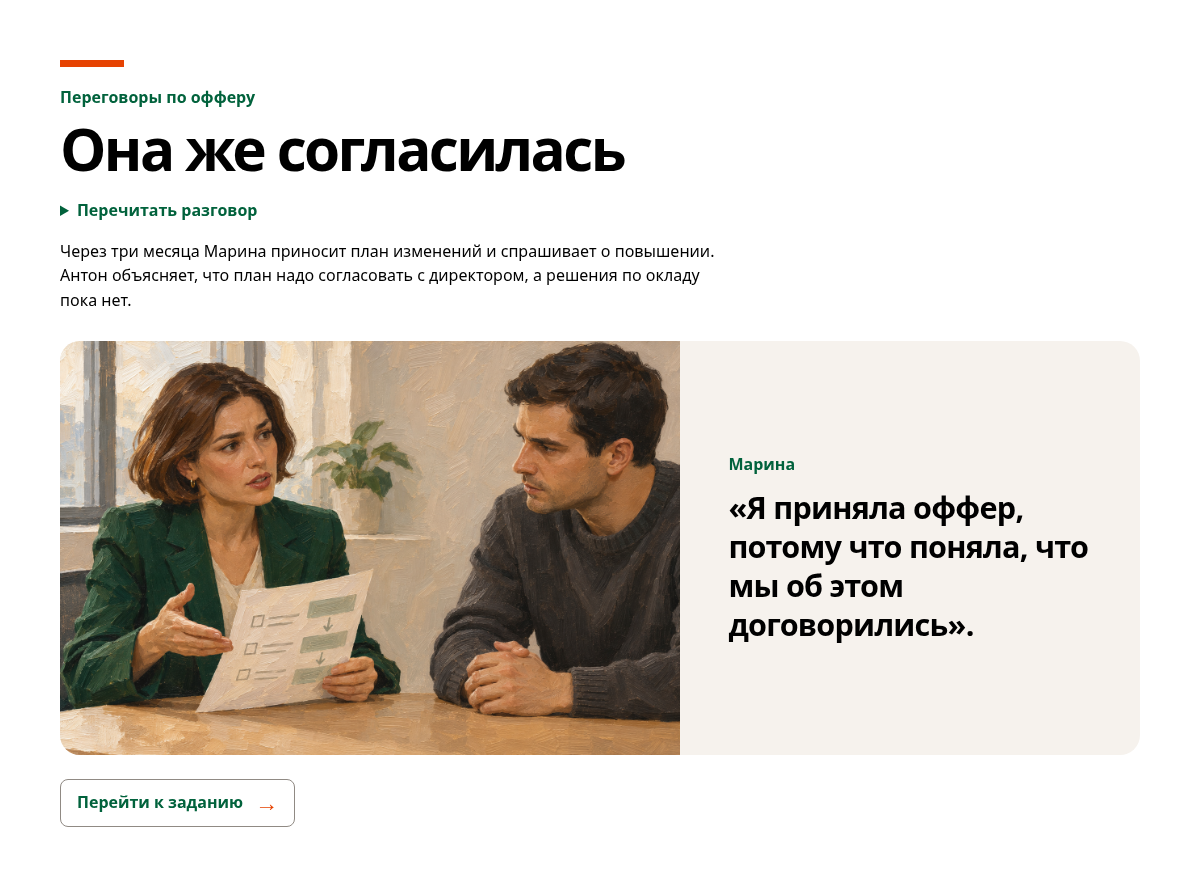 Переговоры по офферу
Она же согласилась
Перечитать разговор
Через три месяца Марина приносит план изменений и спрашивает о повышении.
Антон объясняет, что план надо согласовать с директором, а решения по окладу
пока нет.
Марина
«Я приняла оффер,
потому что поняла, что
мы об этом
договорились».
Перейти к заданию →